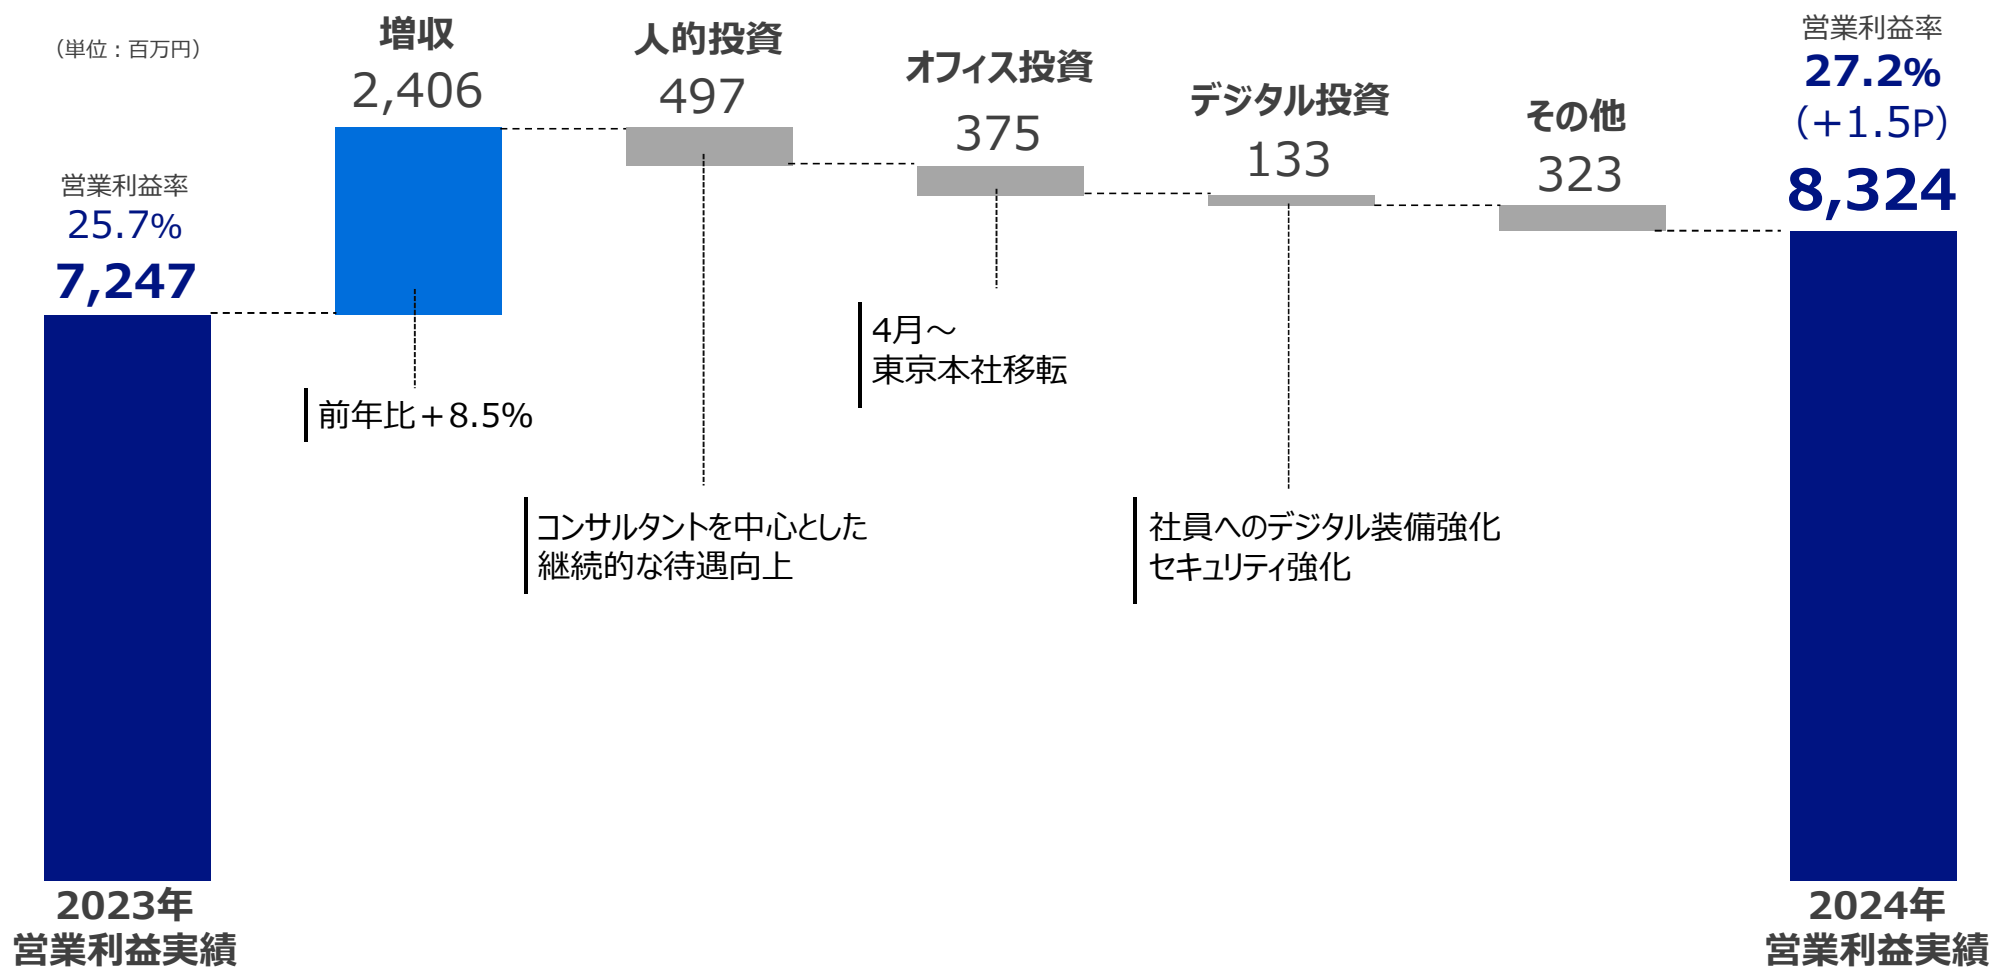 （単位：百万円）
営業利益率
25.7%
7,247
増収
2,406
人的投資
497
オフィス投資
375
デジタル投資
133
その他
323
営業利益率
27.2%
（+1.5P）
8,324
前年比＋8.5%
コンサルタントを中心とした
継続的な待遇向上
4月～
東京本社移転
社員へのデジタル装備強化
セキュリティ強化
2023年
営業利益実績
2024年
営業利益実績